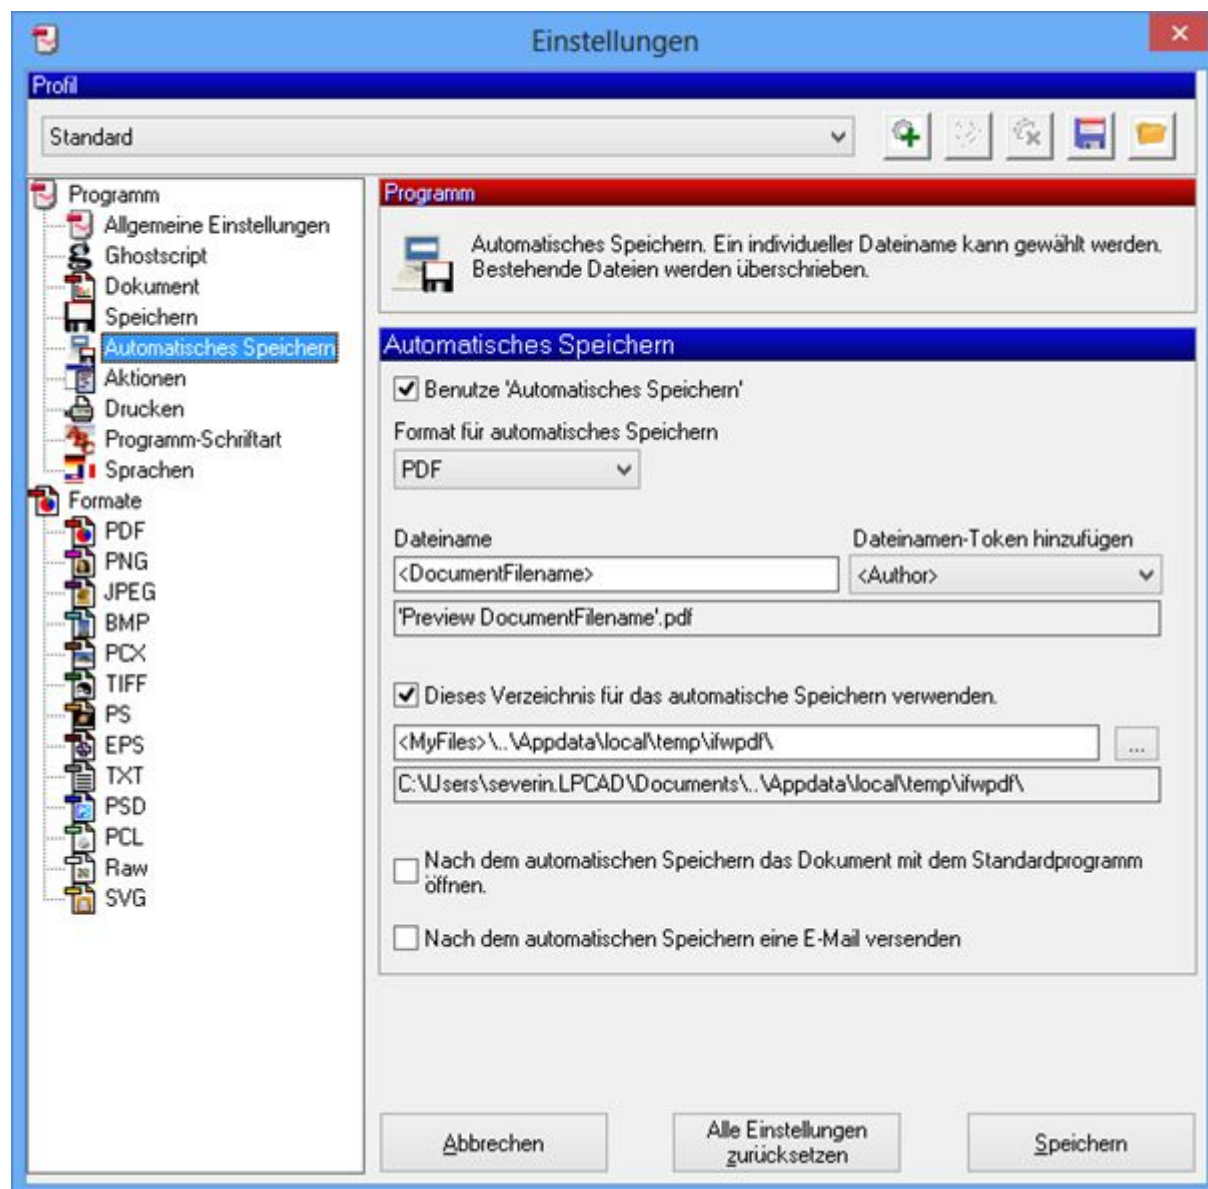 Einstellungen
Profil
Standard
Programm
Allgemeine Einstellungen
Ghostscript
Dokument
Speichern
Automatisches Speichern
Aktionen
Drucken
Programm-Schriftart
Sprachen
Formate
PDF
PNG
JPEG
BMP
PCX
TIFF
PS
EPS
TXT
PSD
PCL
Raw
SVG
Programm
Automatisches Speichern. Ein individueller Dateiname kann gewählt werden.
Bestehende Dateien werden überschrieben.
Automatisches Speichern
Benutze 'Automatisches Speichern'
Format für automatisches Speichern
PDF
Dateiname
Dateinamen-Token hinzufügen
<DocumentFilename>
<Author>
'Preview DocumentFilename'.pdf
Dieses Verzeichnis für das automatische Speichern verwenden.
<MyFiles>\..\Appdata\local\temp\ifwpdf\
...
C:\Users\severin.LPCAD\Documents\..\Appdata\local\temp\ifwpdf\
Nach dem automatischen Speichern das Dokument mit dem Standardprogramm
öffnen.
Nach dem automatischen Speichern eine E-Mail versenden
Abbrechen
Alle Einstellungen
zurücksetzen
Speichern